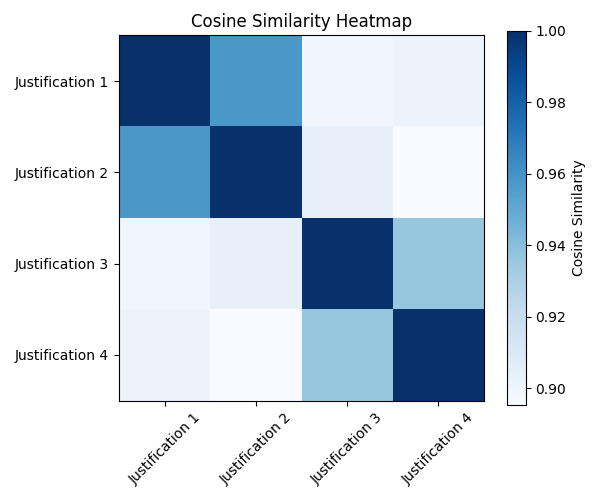 Cosine Similarity Heatmap
Justification 1
Justification 2
Justification 3
Justification 4
Justification 1
Justification 2
Justification 3
Justification 4
1.00
0.98
0.96
0.94
0.92
0.90
Cosine Similarity